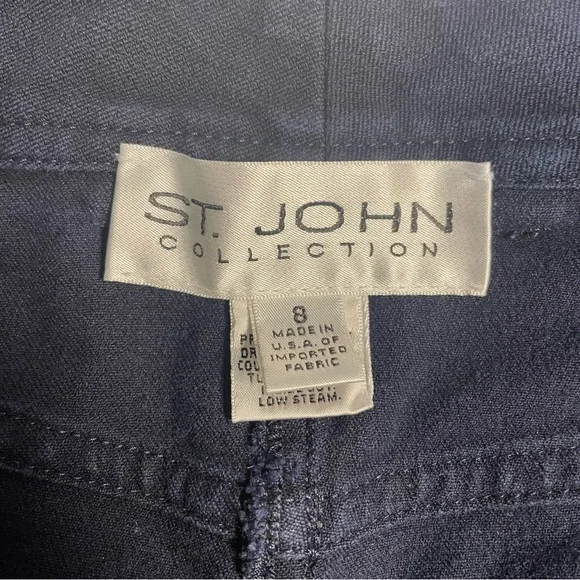 ST. JOHN
COLLECTION
8
MADE IN
U.S.A. OF
IMPORTED
FABRIC
LOW STEAM.